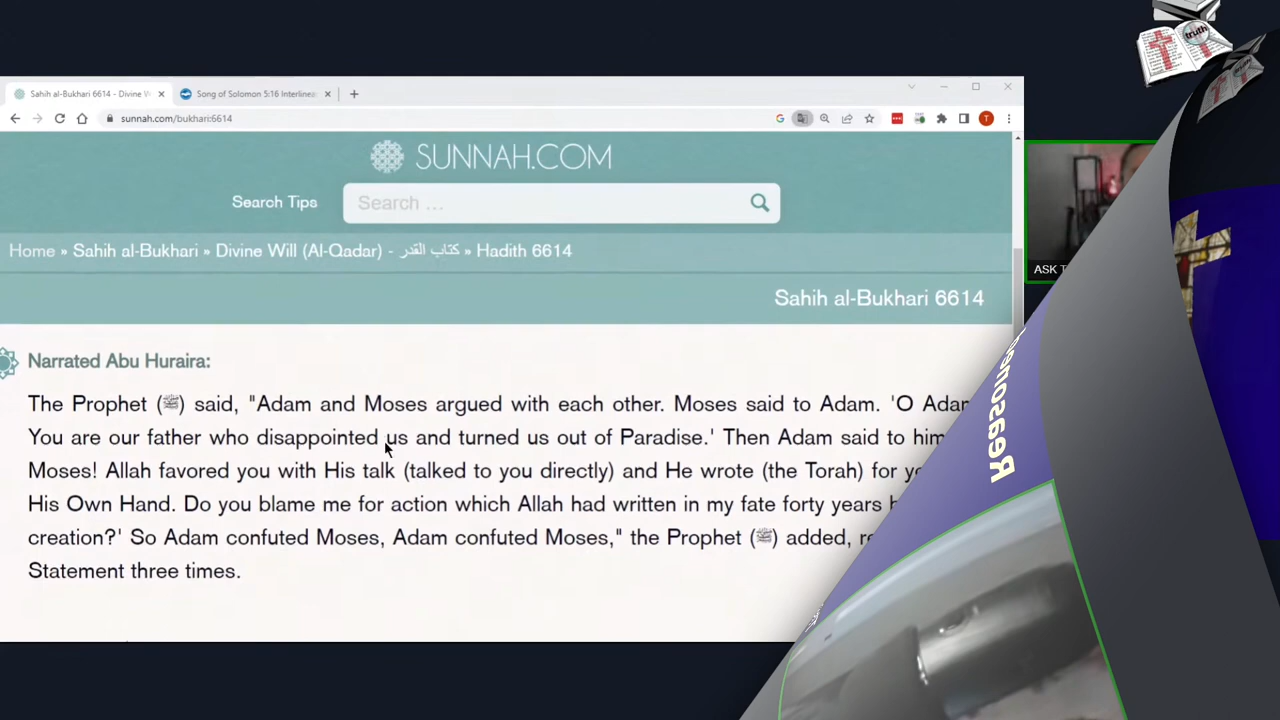 truth
Sahih al-Bukhari 6614 - Divine W
Song of Solomon 5:16 Interlinea
sunnah.com/bukhari:6614
SUNNAH.COM
Search Tips
Search ...
Home » Sahih al-Bukhari » Divine Will (Al-Qadar) - كتاب القدر » Hadith 6614
ASK T
Sahih al-Bukhari 6614
Narrated Abu Huraira:
The Prophet (ﷺ) said, "Adam and Moses argued with each other. Moses said to Adam. 'O Adam
You are our father who disappointed us and turned us out of Paradise.' Then Adam said to him
Moses! Allah favored you with His talk (talked to you directly) and He wrote (the Torah) for yo
His Own Hand. Do you blame me for action which Allah had written in my fate forty years b
creation?' So Adam confuted Moses, Adam confuted Moses," the Prophet (ﷺ) added, re
Statement three times.